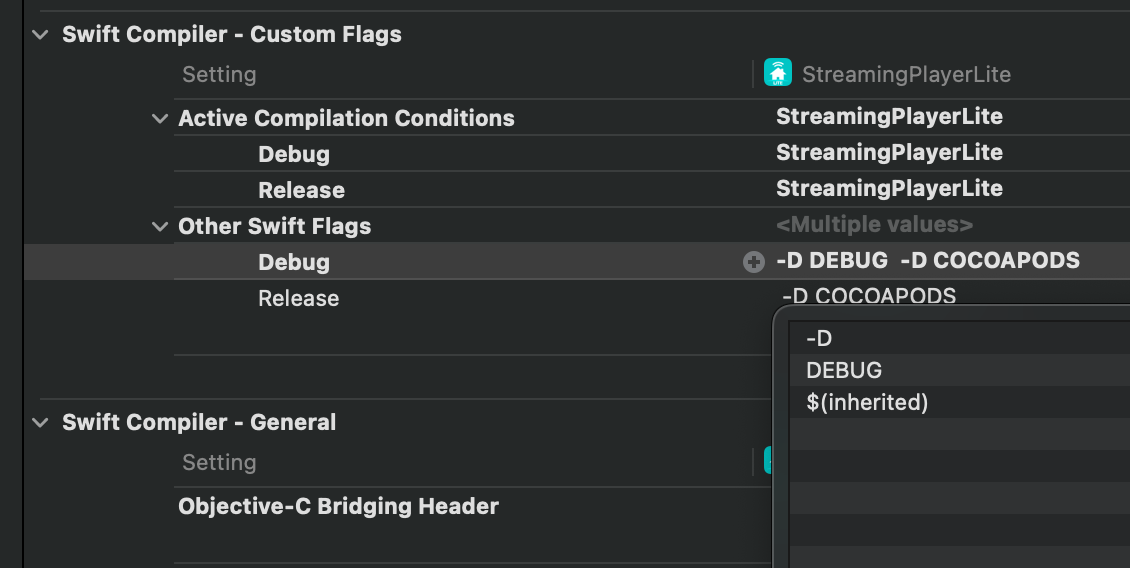 Swift Compiler - Custom Flags
Setting StreamingPlayerLite
Active Compilation Conditions StreamingPlayerLite
Debug StreamingPlayerLite
Release StreamingPlayerLite
Other Swift Flags <Multiple values>
Debug -D DEBUG -D COCOAPODS
Release -D COCOAPODS
-D
DEBUG
$(inherited)
Swift Compiler - General
Setting
Objective-C Bridging Header